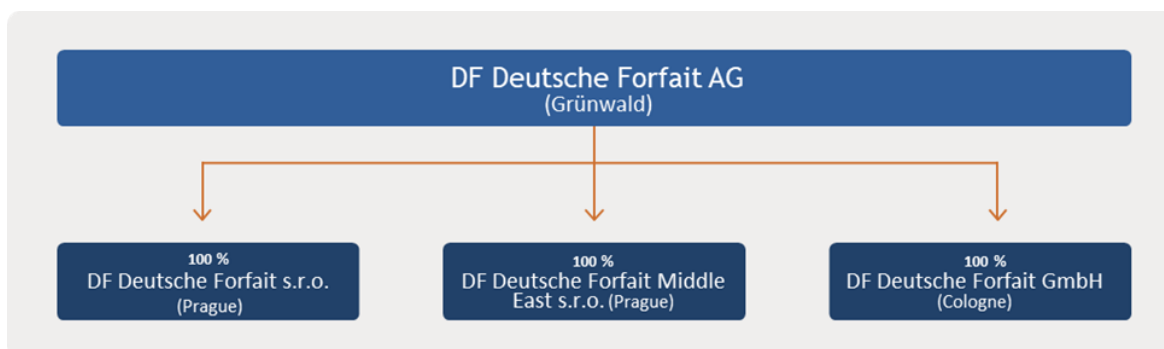 DF Deutsche Forfait AG
(Grünwald)
100 %
DF Deutsche Forfait s.r.o.
(Prague)
100 %
DF Deutsche Forfait Middle
East s.r.o. (Prague)
100 %
DF Deutsche Forfait GmbH
(Cologne)